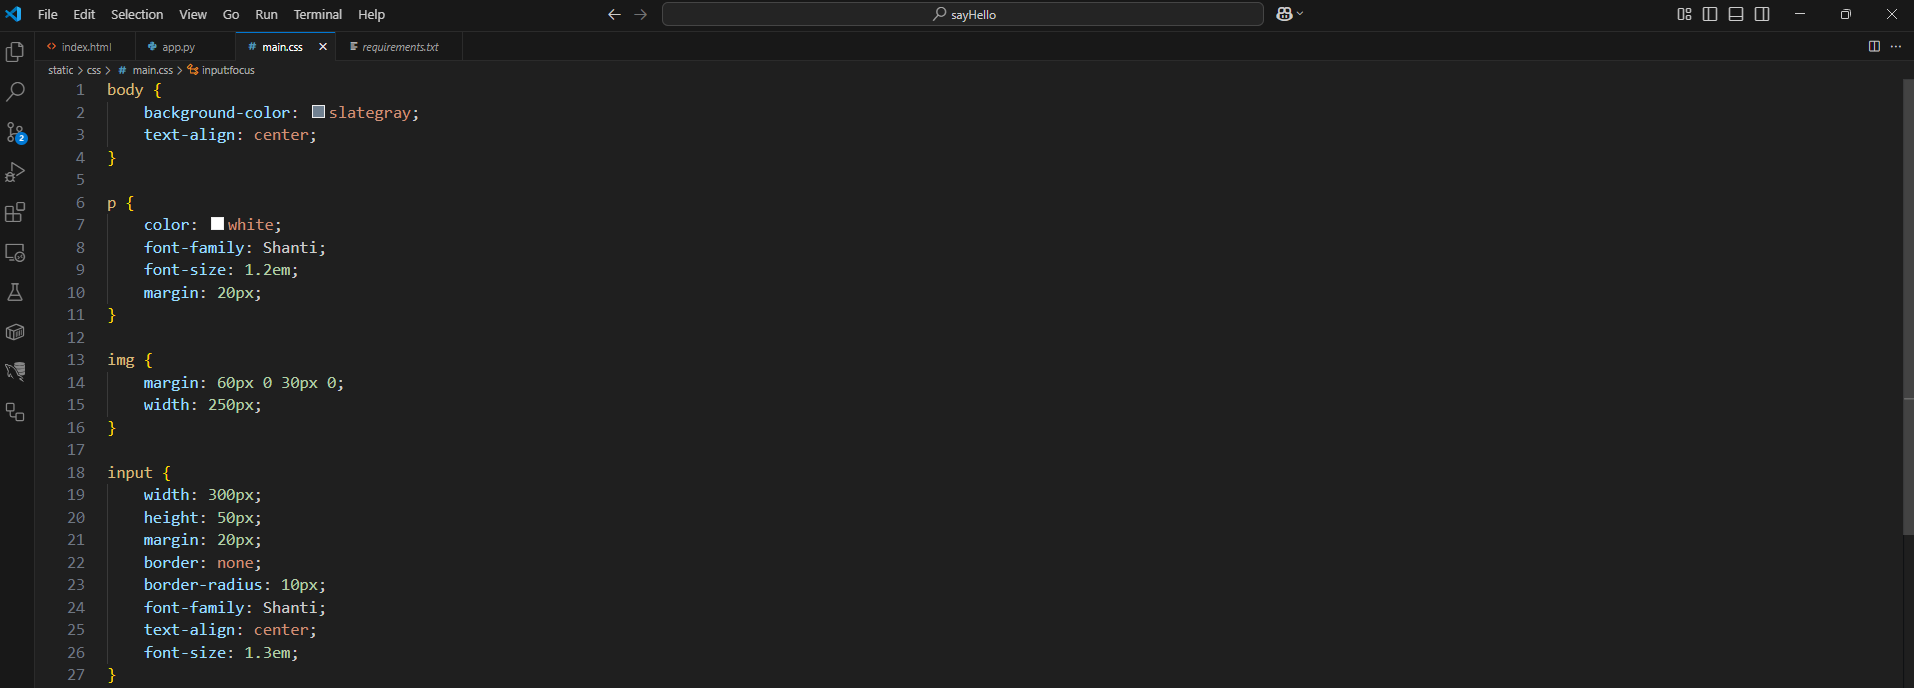 File Edit Selection View Go Run Terminal Help
sayHello
index.html app.py # main.css requirements.txt
static > css > # main.css > input:focus
1 body {
2     background-color: slategray;
3     text-align: center;
4 }
5
6 p {
7     color: white;
8     font-family: Shanti;
9     font-size: 1.2em;
10     margin: 20px;
11 }
12
13 img {
14     margin: 60px 0 30px 0;
15     width: 250px;
16 }
17
18 input {
19     width: 300px;
20     height: 50px;
21     margin: 20px;
22     border: none;
23     border-radius: 10px;
24     font-family: Shanti;
25     text-align: center;
26     font-size: 1.3em;
27 }
2